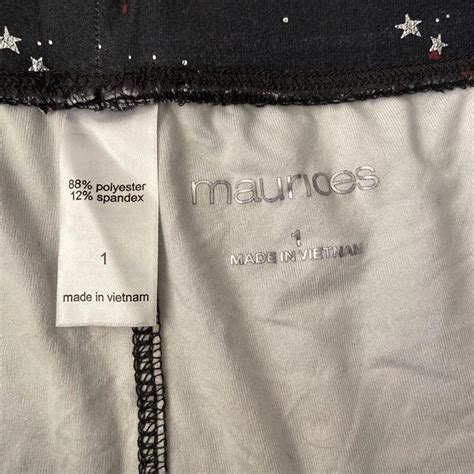 88% polyester
12% spandex
1
made in vietnam
maurices
1
MADE IN VIETNAM